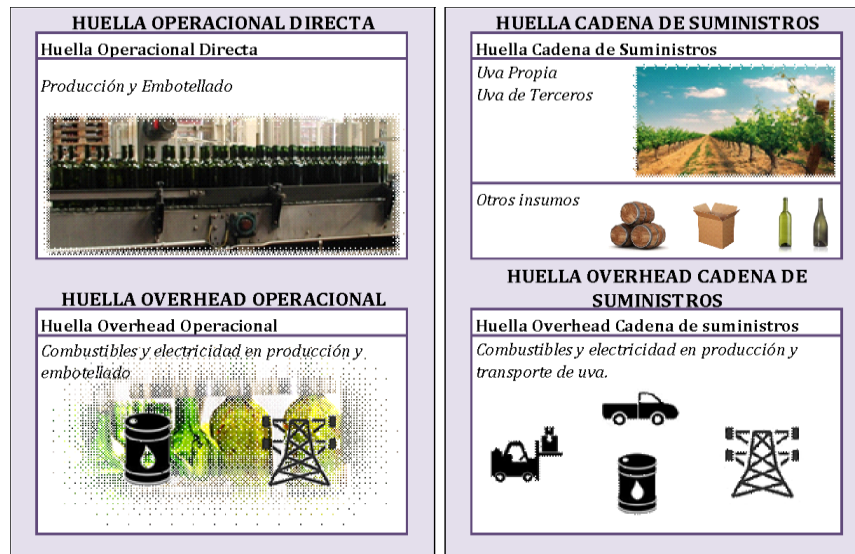 HUELLA OPERACIONAL DIRECTA
Huella Operacional Directa
Producción y Embotellado
HUELLA OVERHEAD OPERACIONAL
Huella Overhead Operacional
Combustibles y electricidad en producción y
embotellado
HUELLA CADENA DE SUMINISTROS
Huella Cadena de Suministros
Uva Propia
Uva de Terceros
Otros insumos
HUELLA OVERHEAD CADENA DE
SUMINISTROS
Huella Overhead Cadena de suministros
Combustibles y electricidad en producción y
transporte de uva.